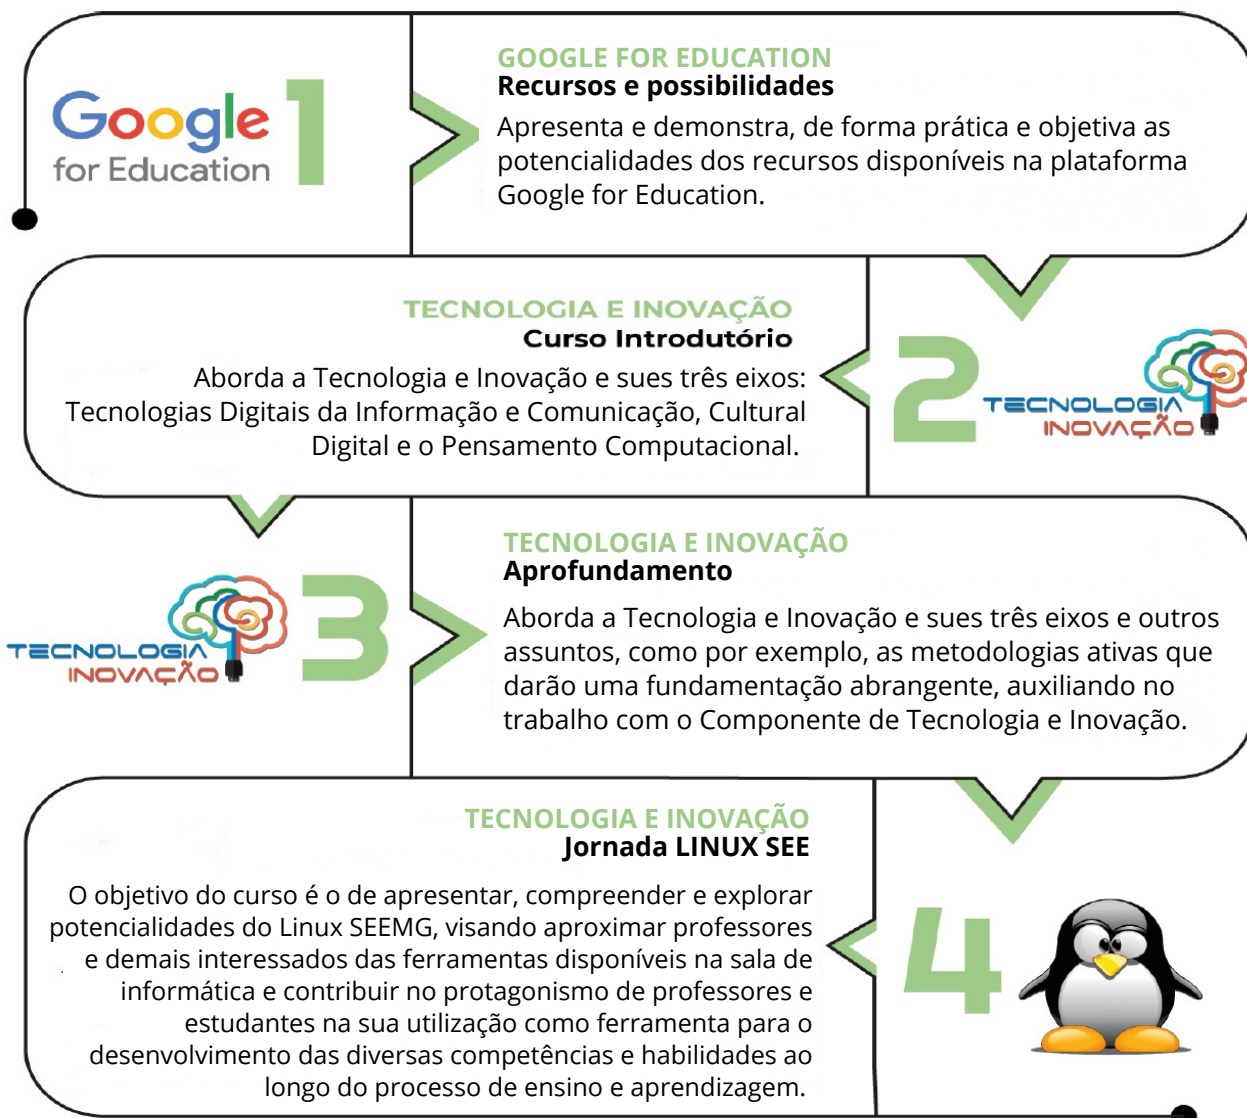 Google
for Education
1
GOOGLE FOR EDUCATION
Recursos e possibilidades
Apresenta e demonstra, de forma prática e objetiva as
potencialidades dos recursos disponíveis na plataforma
Google for Education.
TECNOLOGIA E INOVAÇÃO
Curso Introdutório
Aborda a Tecnologia e Inovação e sues três eixos:
Tecnologias Digitais da Informação e Comunicação, Cultural
Digital e o Pensamento Computacional.
2
TECNOLOGIA
INOVAÇÃO
TECNOLOGIA
INOVAÇÃO
3
TECNOLOGIA E INOVAÇÃO
Aprofundamento
Aborda a Tecnologia e Inovação e sues três eixos e outros
assuntos, como por exemplo, as metodologias ativas que
darão uma fundamentação abrangente, auxiliando no
trabalho com o Componente de Tecnologia e Inovação.
TECNOLOGIA E INOVAÇÃO
Jornada LINUX SEE
O objetivo do curso é o de apresentar, compreender e explorar
potencialidades do Linux SEEMG, visando aproximar professores
e demais interessados das ferramentas disponíveis na sala de
informática e contribuir no protagonismo de professores e
estudantes na sua utilização como ferramenta para o
desenvolvimento das diversas competências e habilidades ao
longo do processo de ensino e aprendizagem.
4